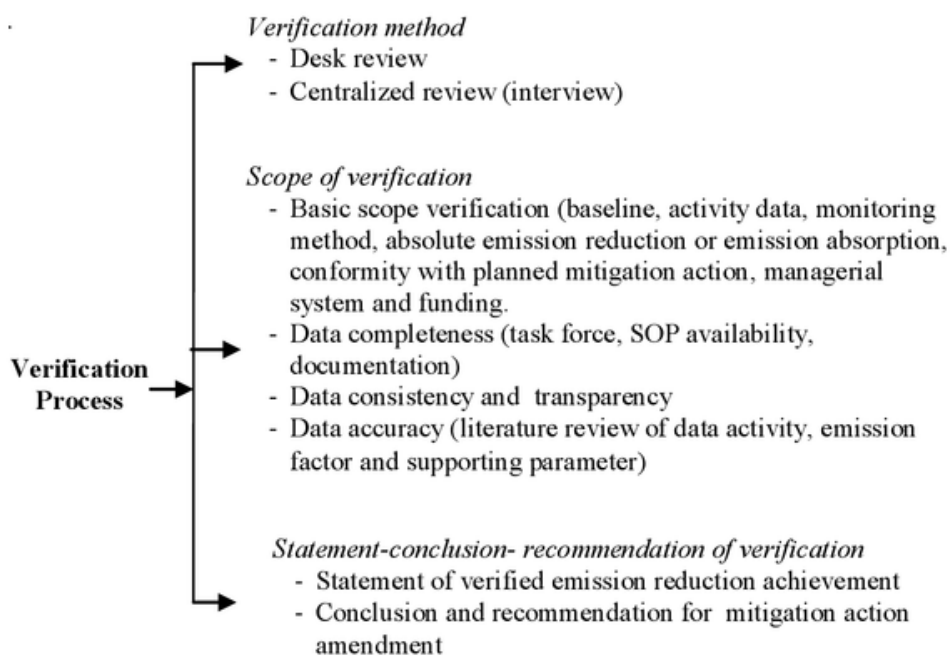 Verification method
- Desk review
- Centralized review (interview)
Scope of verification
- Basic scope verification (baseline, activity data, monitoring
method, absolute emission reduction or emission absorption,
conformity with planned mitigation action, managerial
system and funding.
- Data completeness (task force, SOP availability,
documentation)
- Data consistency and transparency
- Data accuracy (literature review of data activity, emission
factor and supporting parameter)
Verification
Process
Statement-conclusion- recommendation of verification
- Statement of verified emission reduction achievement
- Conclusion and recommendation for mitigation action
amendment